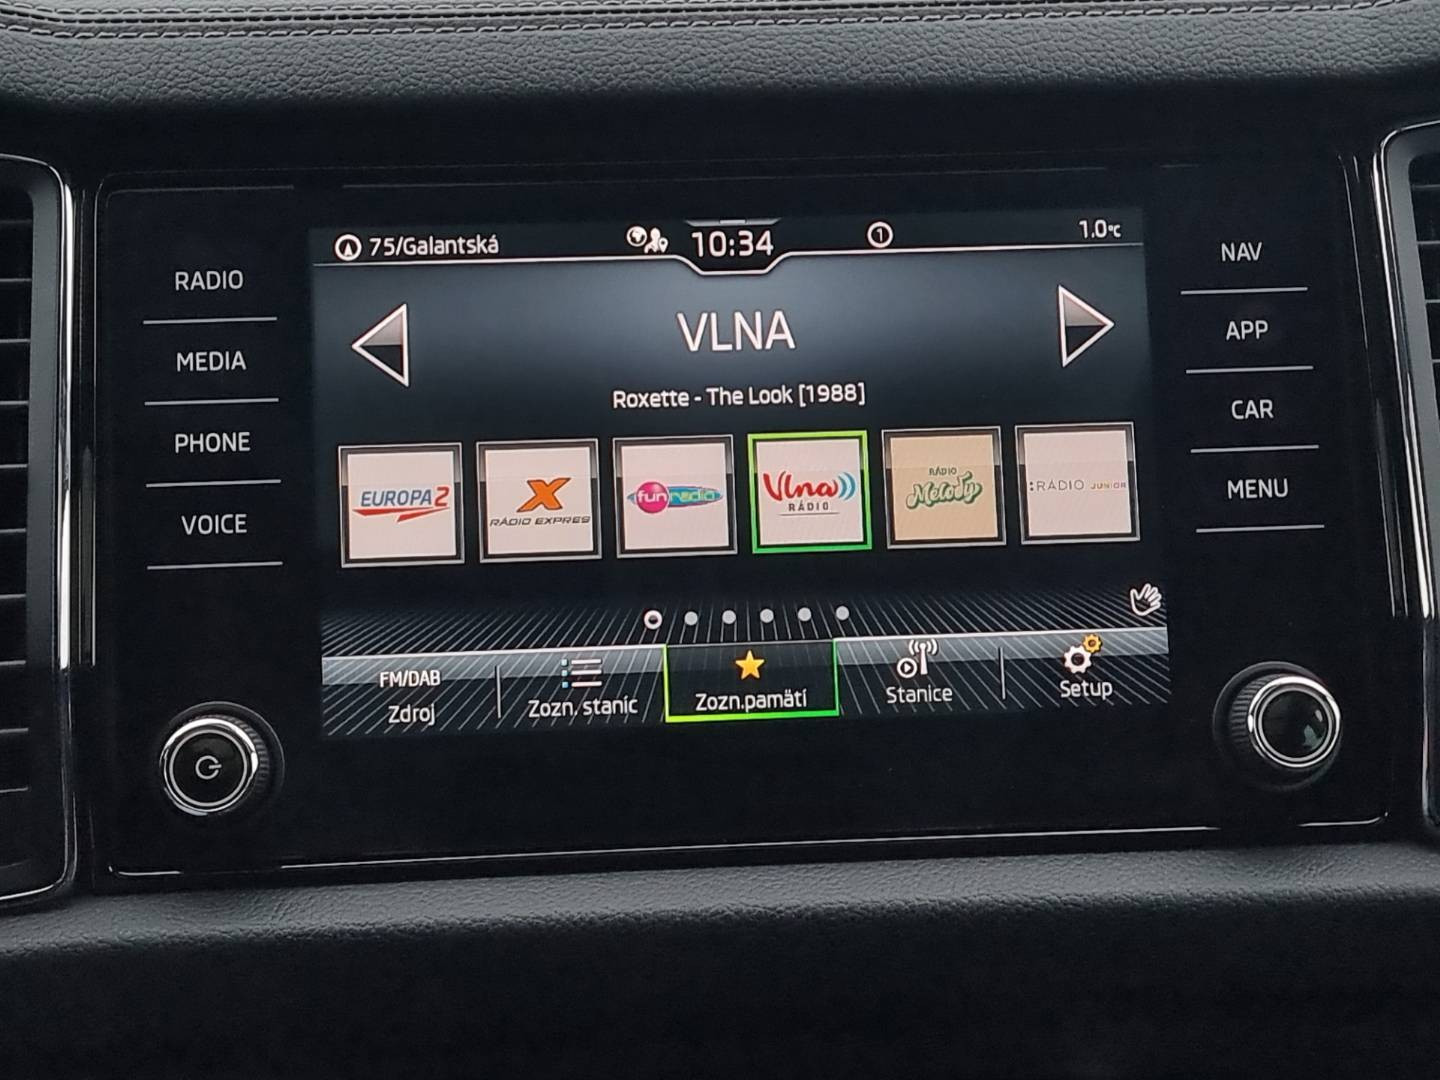 75/Galantská
10:34
1
1.0°C
RADIO
MEDIA
PHONE
VOICE
NAV
APP
CAR
MENU
VLNA
Roxette - The Look [1988]
EUROPA 2
X
RÁDIO EXPRES
fun radio
Vlna
RÁDIO
RÁDIO
Melody
:RÁDIO JUNIOR
FM/DAB
Zdroj
Zozn. staníc
Zozn.pamätí
Stanice
Setup